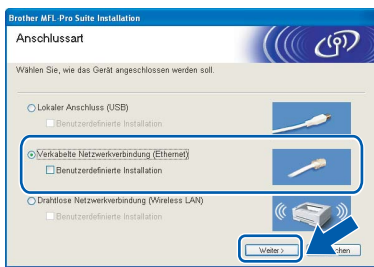 Brother MFL-Pro Suite Installation
Anschlussart
Wählen Sie, wie das Gerät angeschlossen werden soll.
Lokaler Anschluss (USB)
Benutzerdefinierte Installation
Verkabelte Netzwerkverbindung (Ethernet)
Benutzerdefinierte Installation
Drahtlose Netzwerkverbindung (Wireless LAN)
Benutzerdefinierte Installation
Weiter >